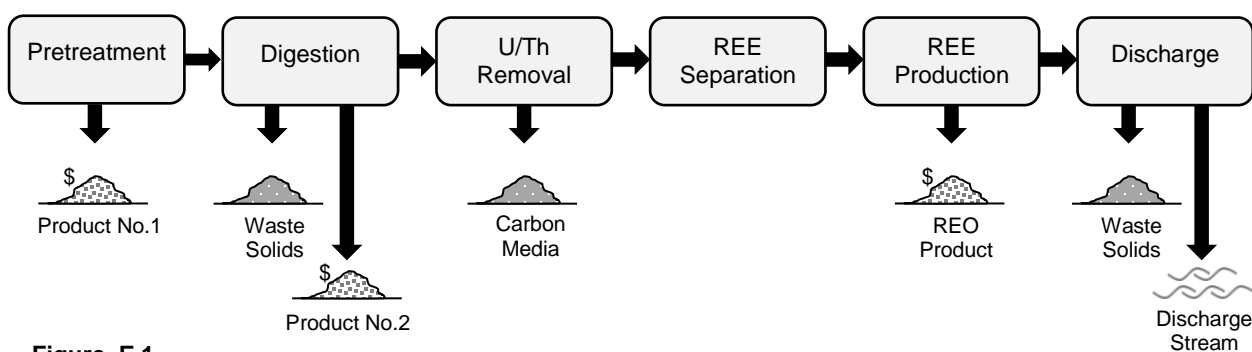 Pretreatment
Digestion
U/Th
Removal
REE
Separation
REE
Production
Discharge
$
Product No.1
Waste
Solids
$
Product No.2
Carbon
Media
$
REO
Product
Waste
Solids
Discharge
Stream
Figure E.1